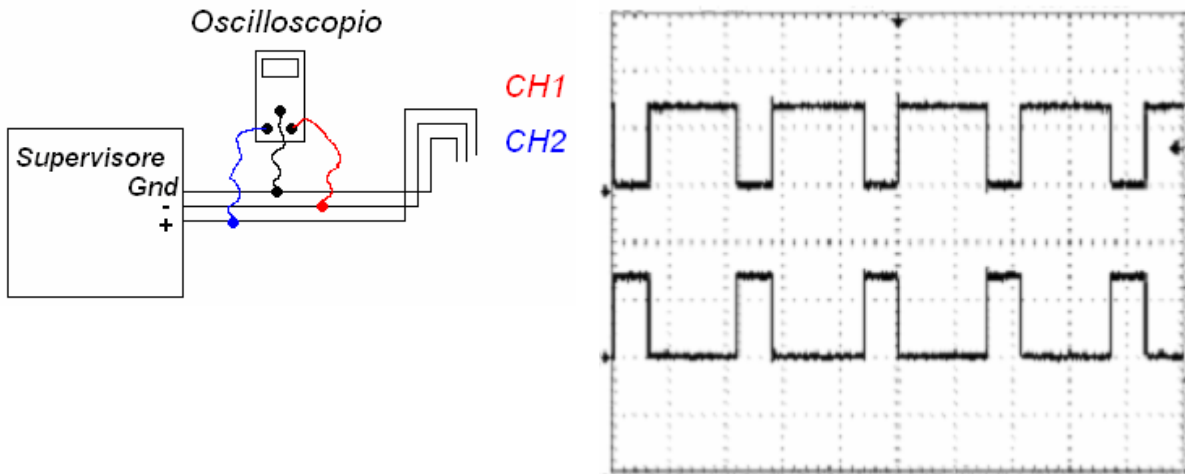 Oscilloscopio
CH1
CH2
Supervisore
Gnd
-
+